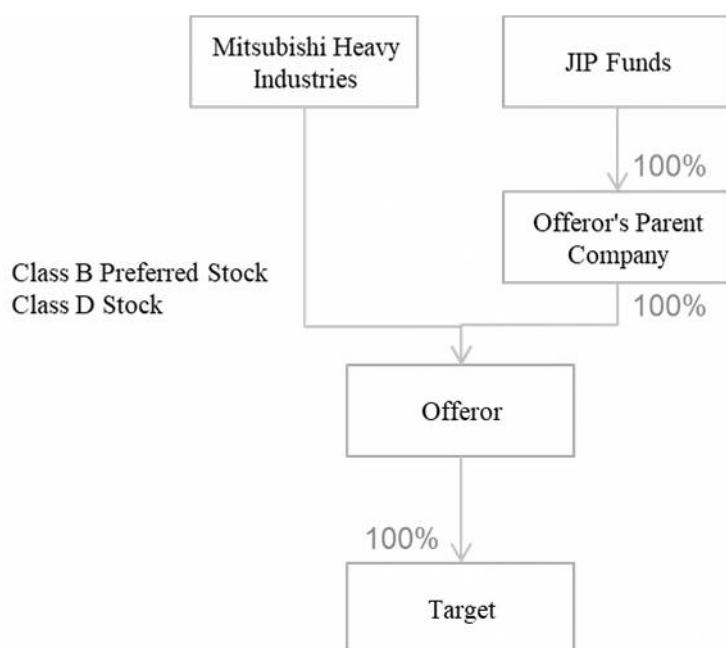 Mitsubishi Heavy
Industries
JIP Funds
100%
Offeror's Parent
Company
Class B Preferred Stock
Class D Stock
100%
Offeror
100%
Target